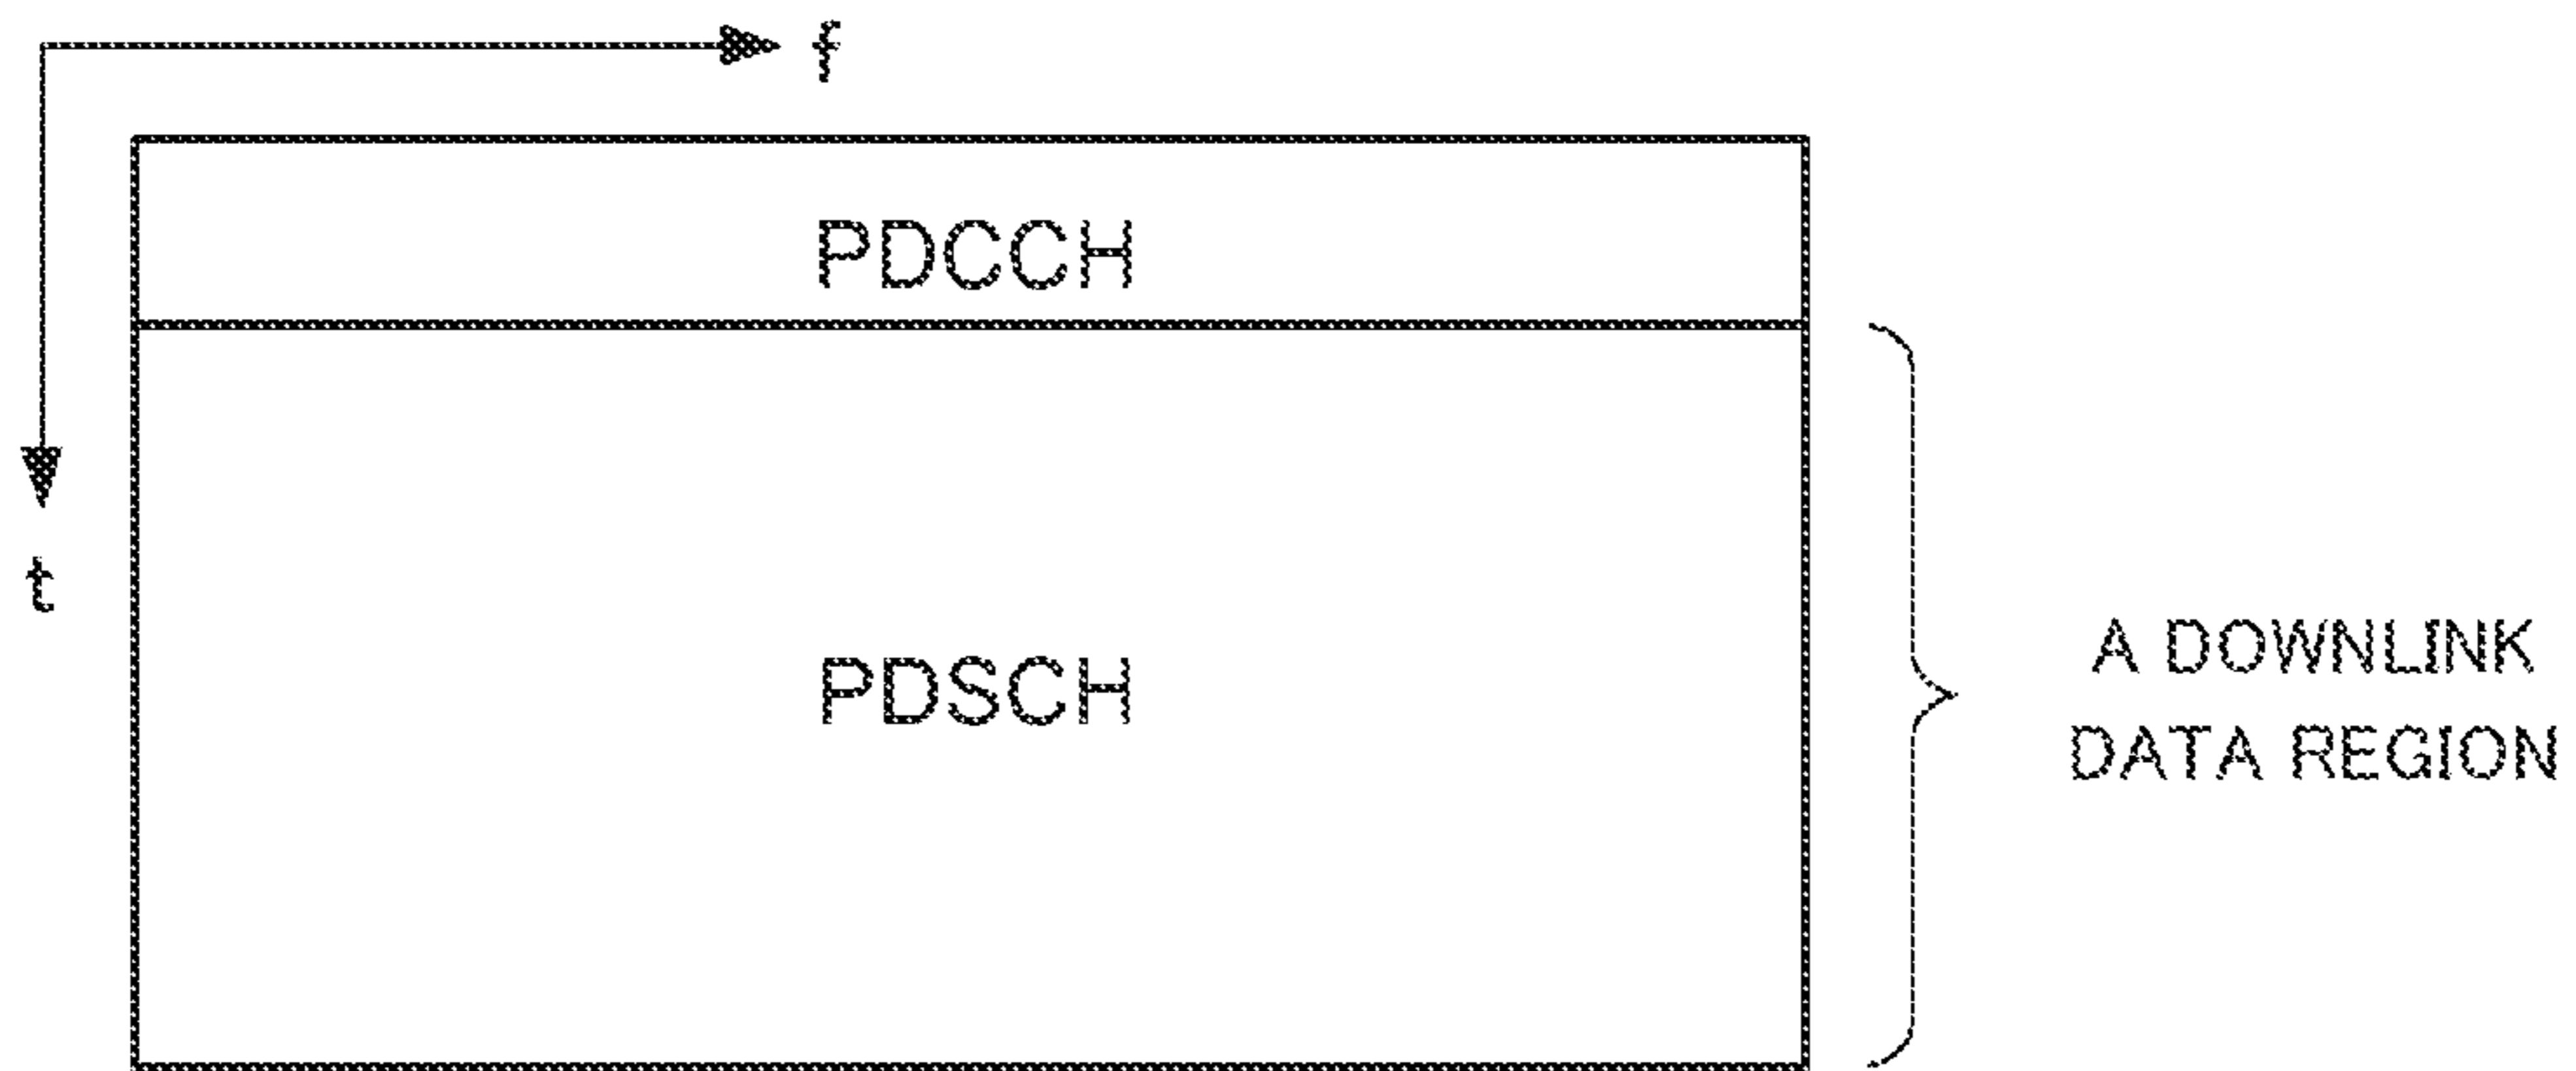 f
PDCCH
t
PDSCH
A DOWNLINK
DATA REGION